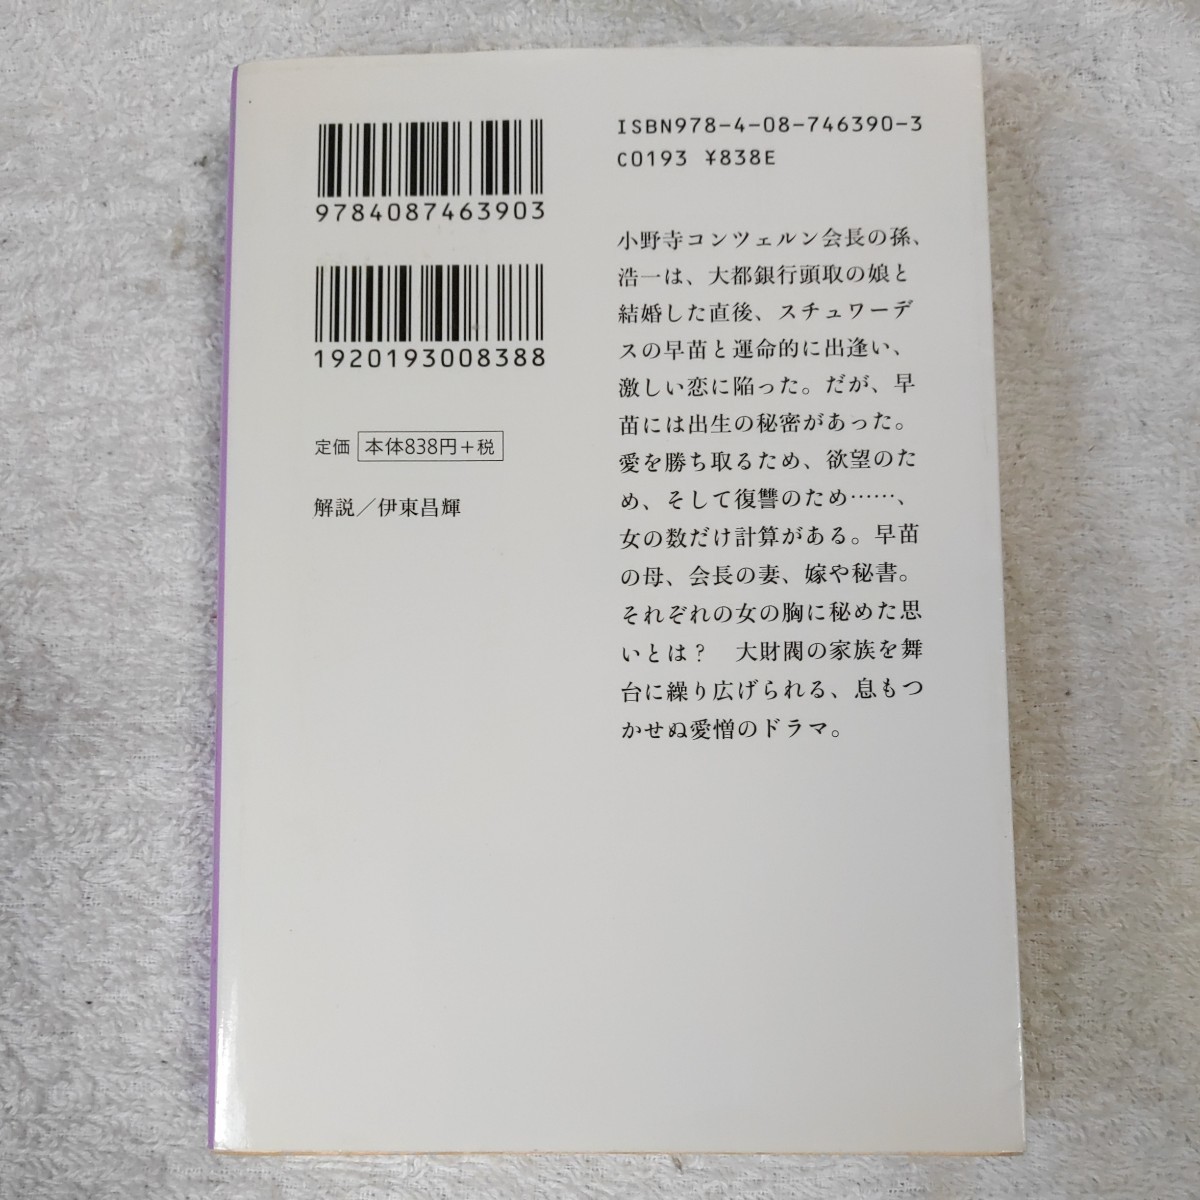 9784087463903
1920193008388
定価 本体838円+税
解説/伊東昌輝
ISBN978-4-08-746390-3
C0193 ¥838E
小野寺コンツェルン会長の孫、
浩一は、大都銀行頭取の娘と
結婚した直後、スチュワーデ
スの早苗と運命的に出逢い、
激しい恋に陥った。だが、早
苗には出生の秘密があった。
愛を勝ち取るため、欲望のた
め、そして復讐のため……、
女の数だけ計算がある。早苗
の母、会長の妻、嫁や秘書。
それぞれの女の胸に秘めた思
いとは? 大財閥の家族を舞
台に繰り広げられる、息もつ
かせぬ愛憎のドラマ。